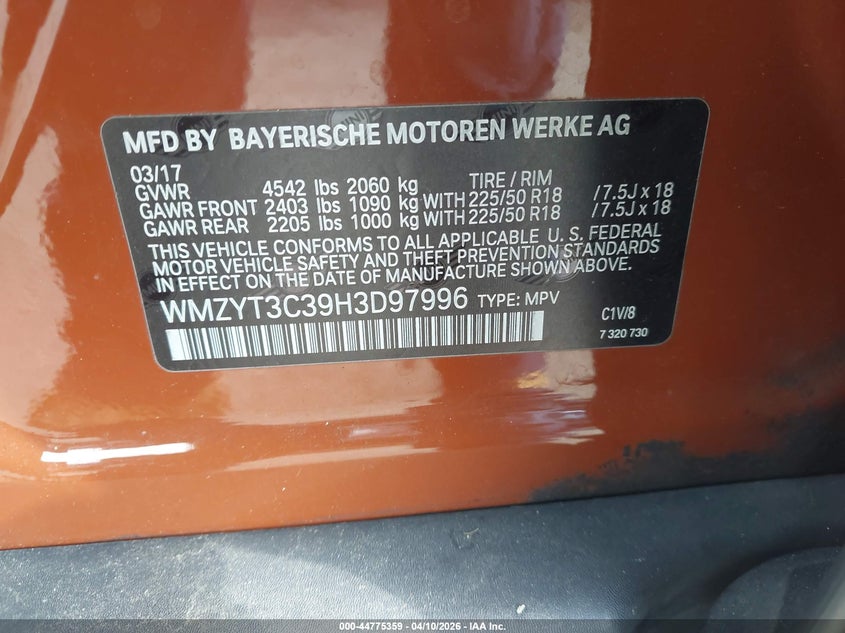 MFD BY BAYERISCHE MOTOREN WERKE AG
03/17 TIRE / RIM
GVWR 4542 lbs 2060 kg
GAWR FRONT 2403 lbs 1090 kg WITH 225/50 R18 /7.5J x 18
GAWR REAR 2205 lbs 1000 kg WITH 225/50 R18 /7.5J x 18
THIS VEHICLE CONFORMS TO ALL APPLICABLE U. S. FEDERAL
MOTOR VEHICLE SAFETY AND THEFT PREVENTION STANDARDS
IN EFFECT ON THE DATE OF MANUFACTURE SHOWN ABOVE.
WMZYT3C39H3D97996 TYPE: MPV C1V/8
7 320 730
000-44775359 - 04/10/2026 - IAA Inc.